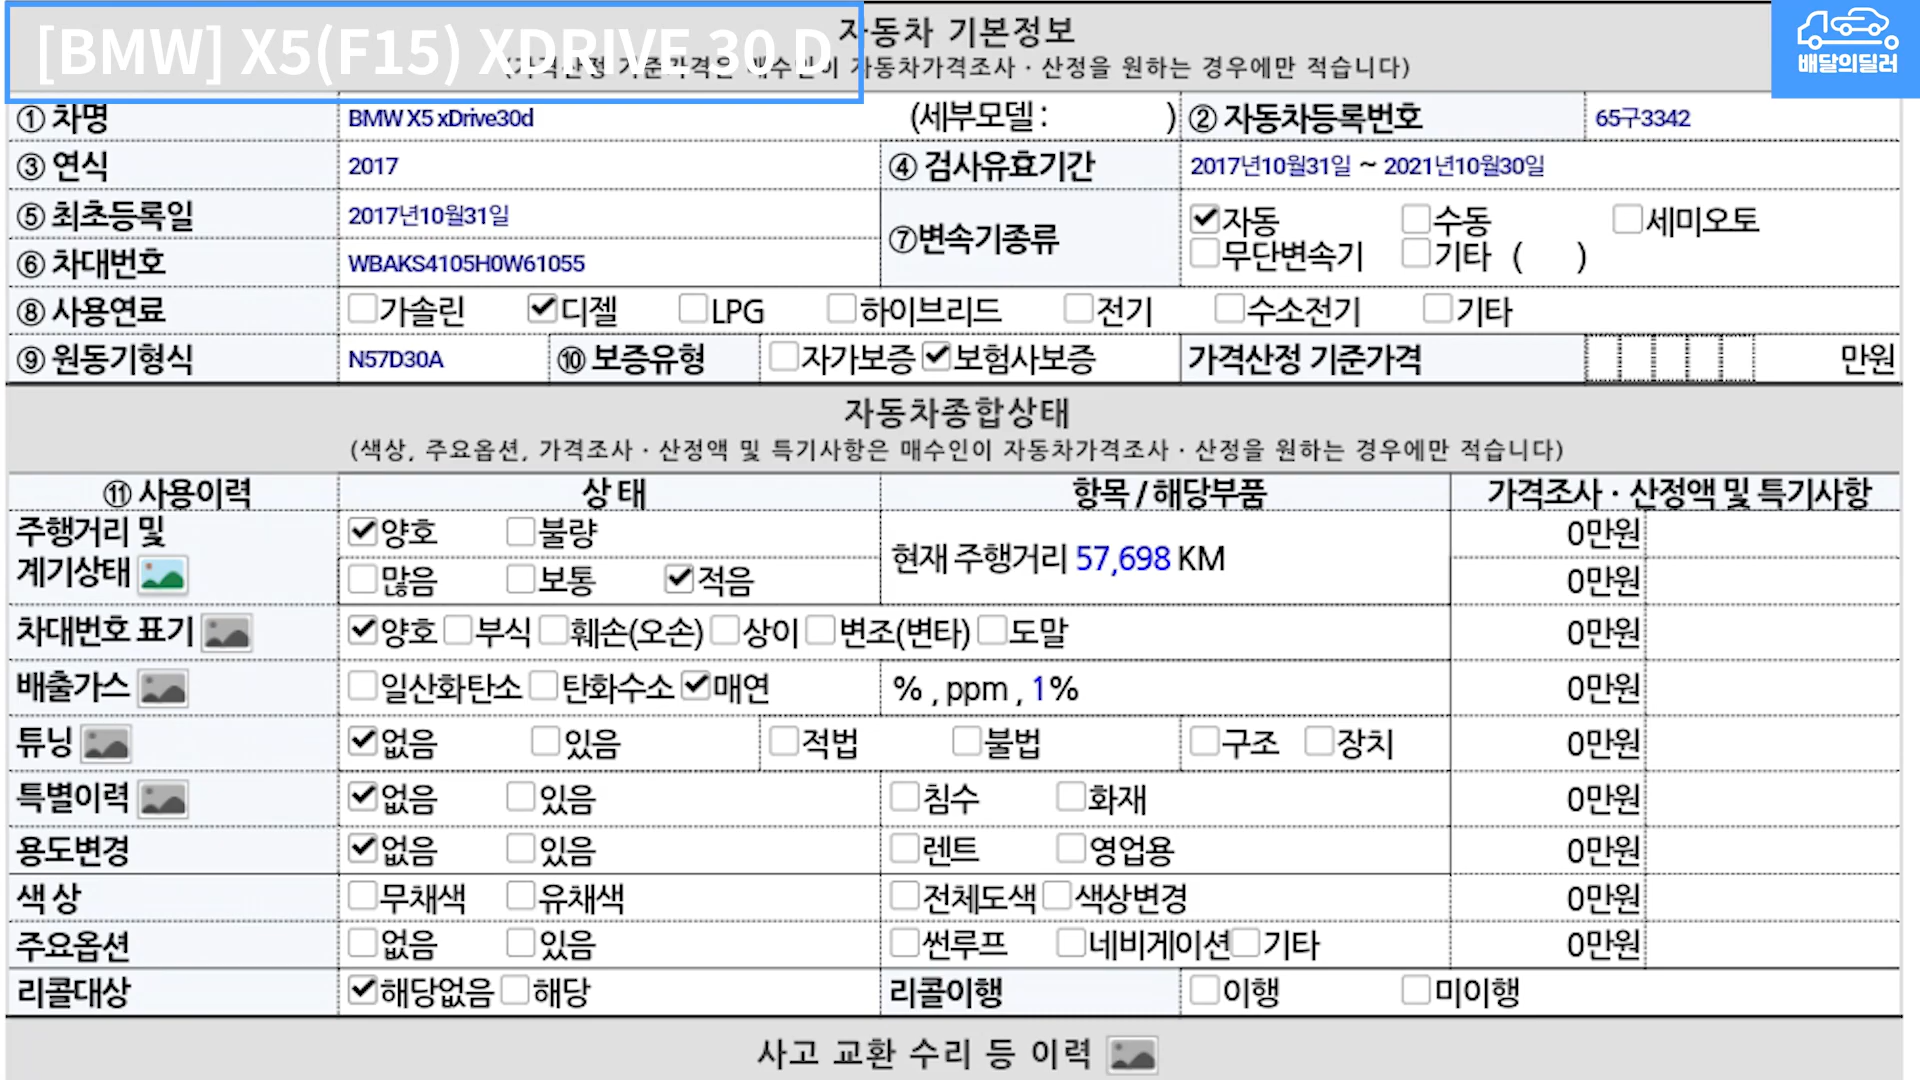 [BMW] X5(F15) XDRIVE 30 D
자동차 기본정보
(가격산정 기준가격은 매수인이 자동차가격조사 · 산정을 원하는 경우에만 적습니다)
배달의딜러
① 차명 BMW X5 xDrive30d (세부모델 : ) ② 자동차등록번호 65구3342
③ 연식 2017 ④ 검사유효기간 2017년10월31일 ~ 2021년10월30일
⑤ 최초등록일 2017년10월31일 ⑦변속기종류 자동 수동 세미오토
무단변속기 기타 ( )
⑥ 차대번호 WBAKS4105H0W61055
⑧ 사용연료 가솔린 디젤 LPG 하이브리드 전기 수소전기 기타
⑨ 원동기형식 N57D30A ⑩ 보증유형 자가보증 보험사보증 가격산정 기준가격 만원
자동차종합상태
(색상, 주요옵션, 가격조사 · 산정액 및 특기사항은 매수인이 자동차가격조사 · 산정을 원하는 경우에만 적습니다)
⑪ 사용이력 상 태 항목 / 해당부품 가격조사 · 산정액 및 특기사항
주행거리 및 양호 불량 0만원
계기상태 많음 보통 적음 현재 주행거리 57,698 KM 0만원
차대번호 표기 양호 부식 훼손(오손) 상이 변조(변타) 도말 0만원
배출가스 일산화탄소 탄화수소 매연 % , ppm , 1% 0만원
튜닝 없음 있음 적법 불법 구조 장치 0만원
특별이력 없음 있음 침수 화재 0만원
용도변경 없음 있음 렌트 영업용 0만원
색 상 무채색 유채색 전체도색 색상변경 0만원
주요옵션 없음 있음 썬루프 네비게이션 기타 0만원
리콜대상 해당없음 해당 리콜이행 이행 미이행
사고 교환 수리 등 이력